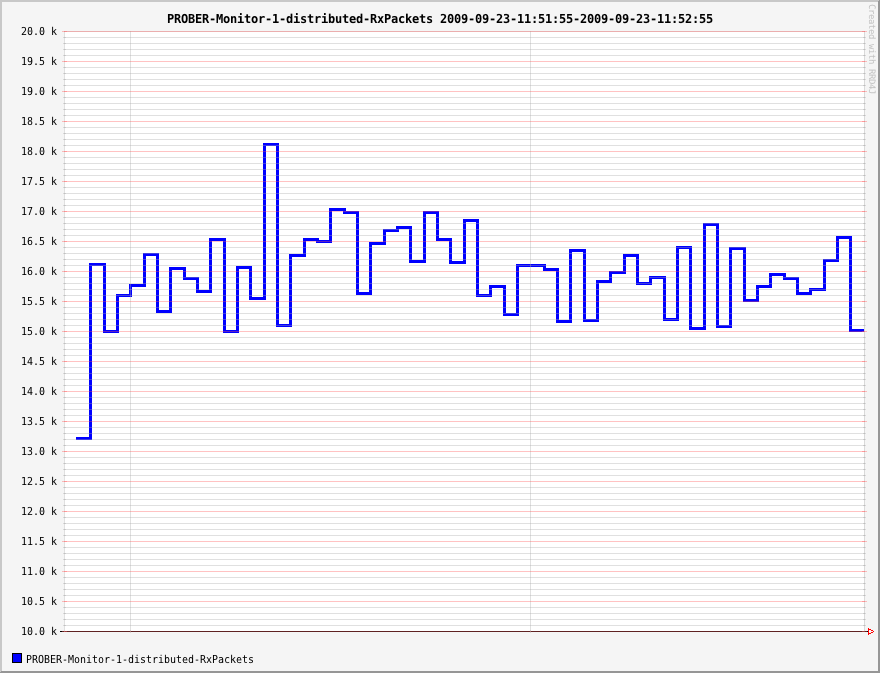 PROBER-Monitor-1-distributed-RxPackets 2009-09-23-11:51:55-2009-09-23-11:52:55
Created with RRD4J
20.0 k
19.5 k
19.0 k
18.5 k
18.0 k
17.5 k
17.0 k
16.5 k
16.0 k
15.5 k
15.0 k
14.5 k
14.0 k
13.5 k
13.0 k
12.5 k
12.0 k
11.5 k
11.0 k
10.5 k
10.0 k
PROBER-Monitor-1-distributed-RxPackets